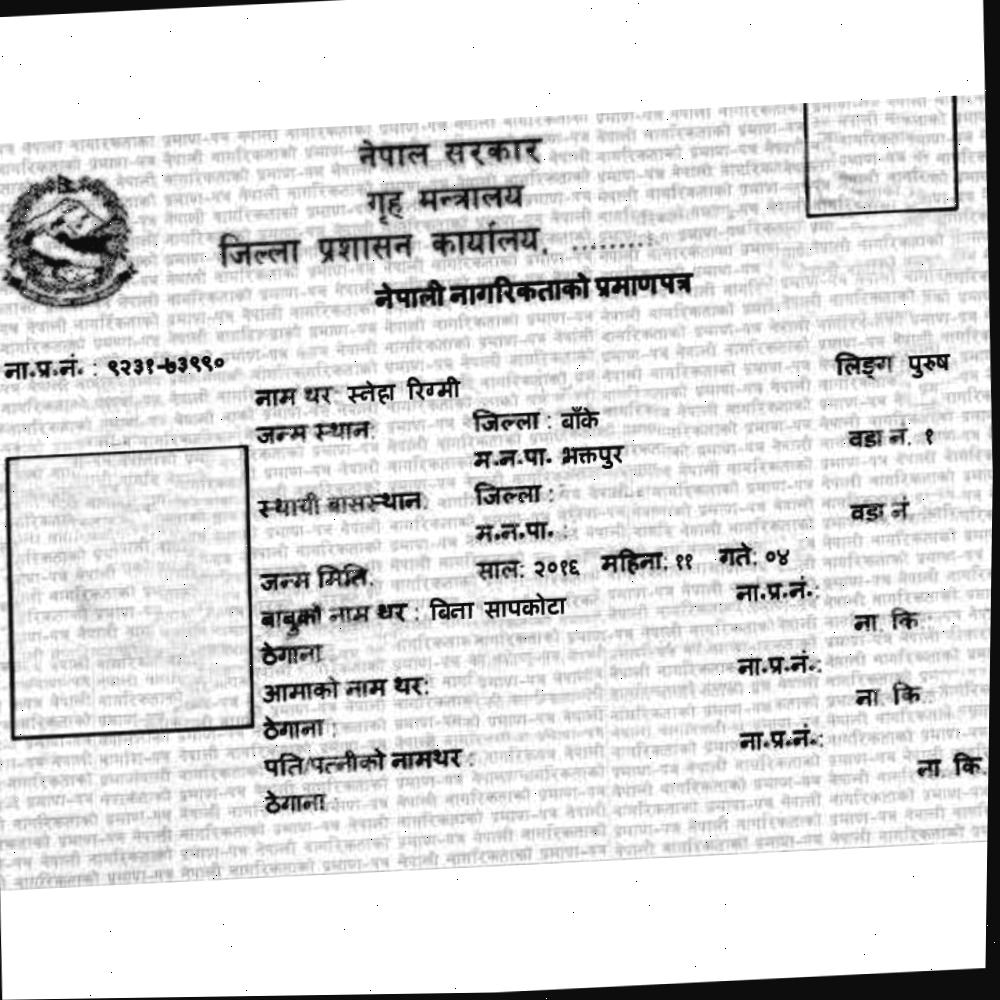 नेपाल सरकार
गृह मन्त्रालय
जिल्ला प्रशासन कार्यालय, .........
नेपाली नागरिकताको प्रमाणपत्र
ना.प्र.नं. : ९२३१-७३९९०
लिङ्ग पुरुष
नाम थर स्नेहा रिग्मी
जन्म स्थान: जिल्ला : बाँके
म.न.पा. भक्तपुर वडा नं. १
स्थायी बासस्थान: जिल्ला :
म.न.पा. : वडा नं
जन्म मिति: साल: २०१६ महिना: ११ गते: ०४
बाबुको नाम थर : बिना सापकोटा ना.प्र.नं.:
ठेगाना ना. कि.:
आमाको नाम थर: ना.प्र.नं.:
ठेगाना : ना. कि.
पति/पत्नीको नामथर : ना.प्र.नं.:
ठेगाना : ना. कि.